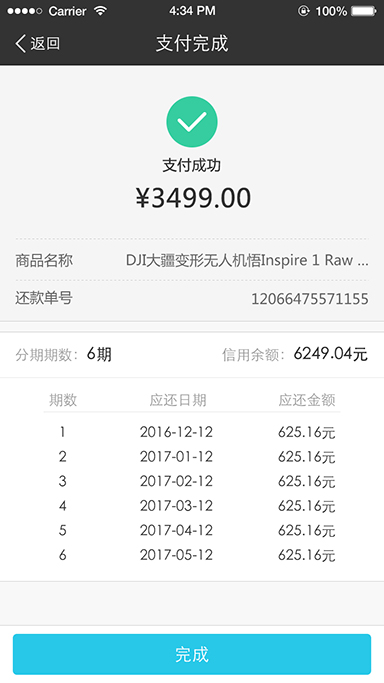 Carrier 4:34 PM 100%
返回 支付完成
支付成功
¥3499.00
商品名称 DJI大疆变形无人机悟Inspire 1 Raw ...
还款单号 12066475571155
分期期数：6期 信用余额：6249.04元
期数 应还日期 应还金额
1 2016-12-12 625.16元
2 2017-01-12 625.16元
3 2017-02-12 625.16元
4 2017-03-12 625.16元
5 2017-04-12 625.16元
6 2017-05-12 625.16元
完成